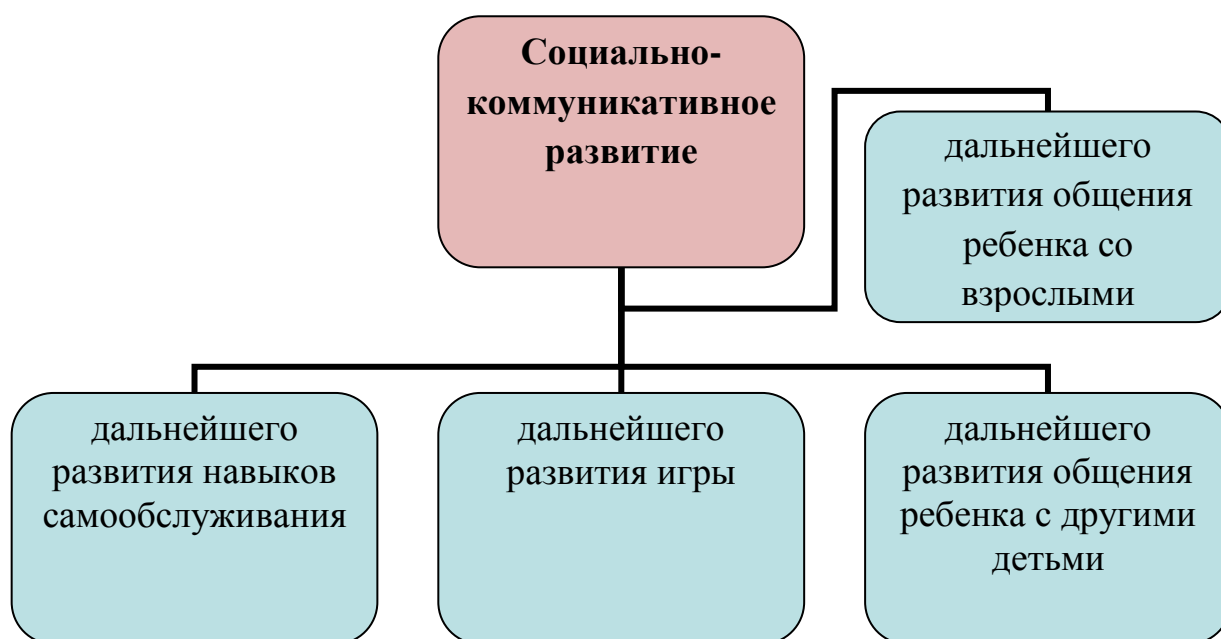 Социально-
коммуникативное
развитие
дальнейшего
развития общения
ребенка со
взрослыми
дальнейшего
развития навыков
самообслуживания
дальнейшего
развития игры
дальнейшего
развития общения
ребенка с другими
детьми